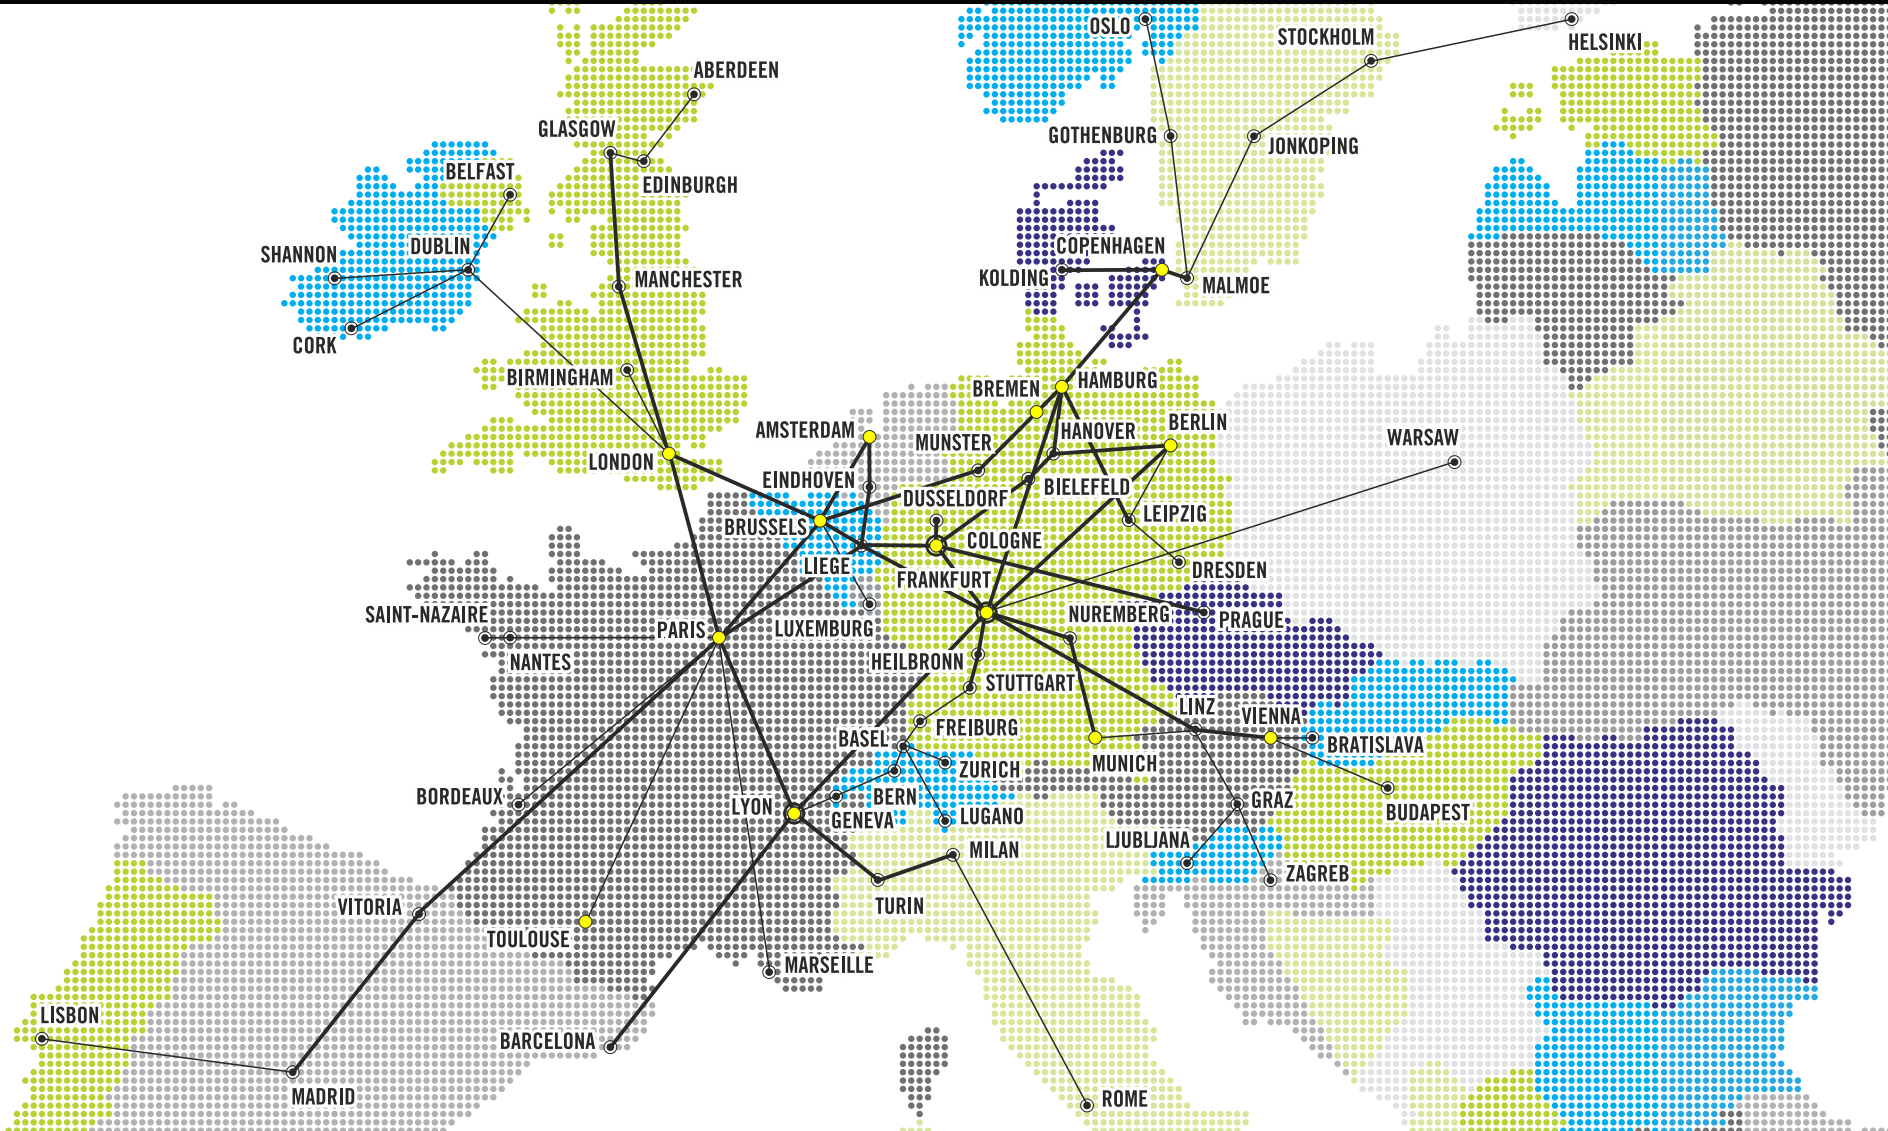 OSLO
STOCKHOLM
HELSINKI
ABERDEEN
GLASGOW
GOTHENBURG
JONKOPING
BELFAST
EDINBURGH
SHANNON
DUBLIN
COPENHAGEN
MANCHESTER
KOLDING
MALMOE
CORK
BIRMINGHAM
BREMEN
HAMBURG
AMSTERDAM
MUNSTER
HANOVER
BERLIN
WARSAW
LONDON
EINDHOVEN
DUSSELDORF
BIELEFELD
BRUSSELS
LEIPZIG
COLOGNE
LIEGE
FRANKFURT
DRESDEN
SAINT-NAZAIRE
PARIS
LUXEMBURG
NUREMBERG
PRAGUE
NANTES
HEILBRONN
STUTTGART
LINZ
VIENNA
FREIBURG
BASEL
BRATISLAVA
MUNICH
ZURICH
BORDEAUX
LYON
BERN
GRAZ
BUDAPEST
GENEVA
LUGANO
LJUBLJANA
MILAN
ZAGREB
VITORIA
TURIN
TOULOUSE
MARSEILLE
LISBON
BARCELONA
MADRID
ROME